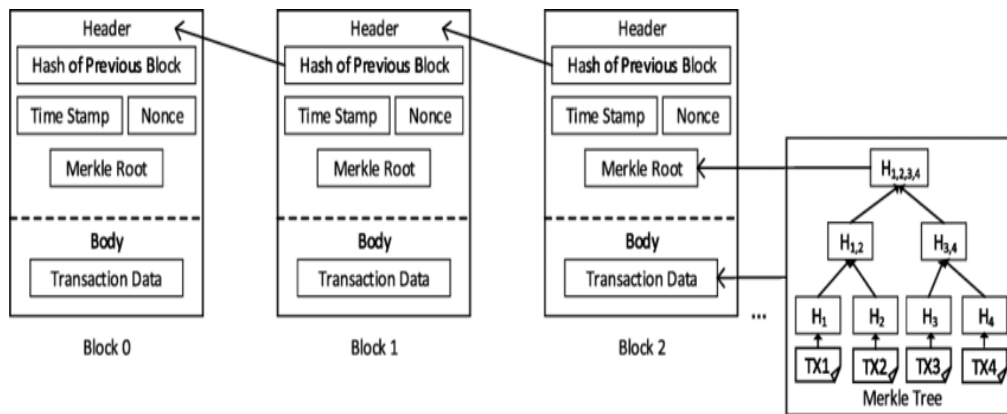 Header
Hash of Previous Block
Time Stamp
Nonce
Merkle Root
Body
Transaction Data
Block 0
Header
Hash of Previous Block
Time Stamp
Nonce
Merkle Root
Body
Transaction Data
Block 1
Header
Hash of Previous Block
Time Stamp
Nonce
Merkle Root
Body
Transaction Data
Block 2
...
H1,2,3,4
H1,2
H3,4
H1
H2
H3
H4
TX1
TX2
TX3
TX4
Merkle Tree